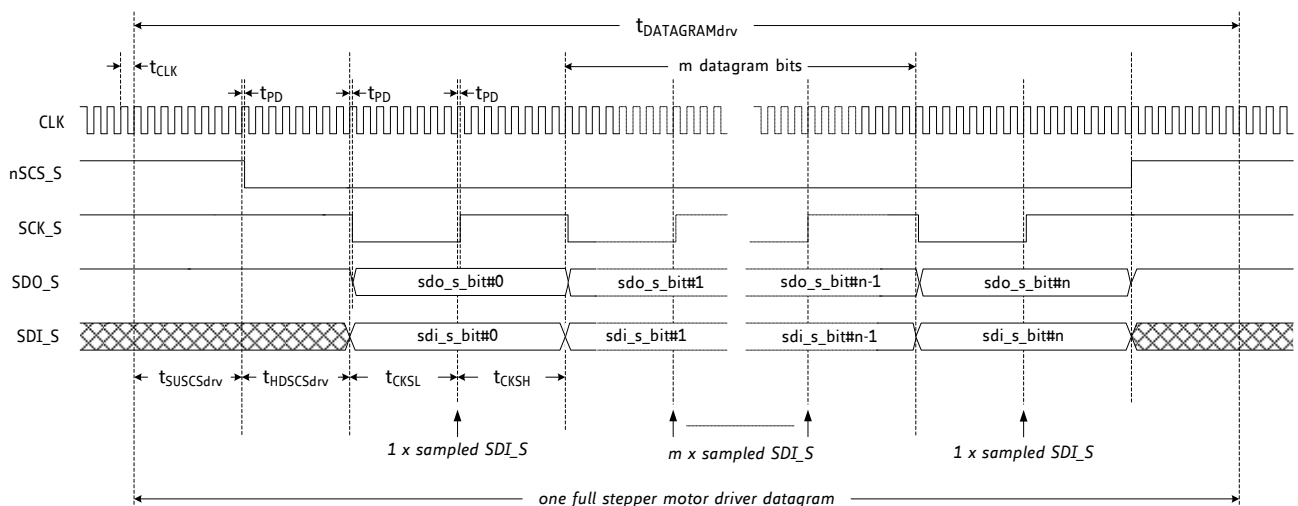 tDATAGRAMdrv
tCLK
m datagram bits
tPD tPD tPD
CLK
nSCS_S
SCK_S
SDO_S sdo_s_bit#0 sdo_s_bit#1 sdo_s_bit#n-1 sdo_s_bit#n
SDI_S sdi_s_bit#0 sdi_s_bit#1 sdi_s_bit#n-1 sdi_s_bit#n
tSUSCSdrv tHDSCSdrv tCKSL tCKSH
1 x sampled SDI_S m x sampled SDI_S 1 x sampled SDI_S
one full stepper motor driver datagram